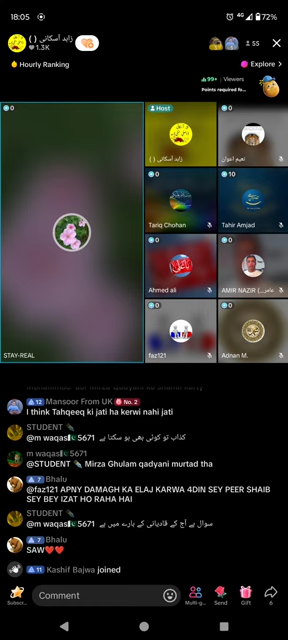 18:05
4G 72%
زاہد آسکانی ( )
1.3K
55
Hourly Ranking
Explore >
99+ Viewers
Points required fo...
0
Host
زاہد آسکانی ( )
0
نعیم اعوان
0
Tariq Chohan
10
Tahir Amjad
0
Ahmed ali
0
AMIR NAZIR (...عامر
0
faz121
0
Adnan M.
STAY-REAL
12 Mansoor From UK No. 2
I think Tahqeeq ki jati ha kerwi nahi jati
STUDENT
@m waqas 5671 کذاب تو کوئی بھی ہو سکتا ہے
m waqas 5671
@STUDENT Mirza Ghulam qadyani murtad tha
7 Bhalu
@faz121 APNY DAMAGH KA ELAJ KARWA 4DIN SEY PEER SHAIB SEY BEY IZAT HO RAHA HAI
STUDENT
@m waqas 5671 سوال ہے آج کے قادیانی کے بارے میں ہے
7 Bhalu
SAW❤️❤️
11 Kashif Bajwa joined
Subscr...
Comment
Multi-g...
Send
Gift
6